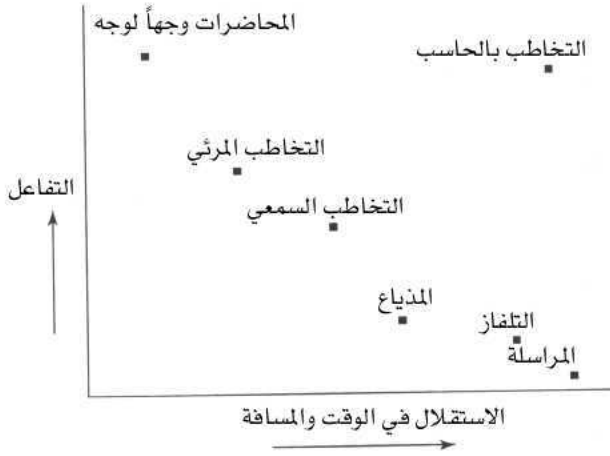 المحاضرات وجهاً لوجه
التخاطب بالحاسب
التخاطب المرئي
التفاعل
التخاطب السمعي
المذياع
التلفاز
المراسلة
الاستقلال في الوقت والمسافة